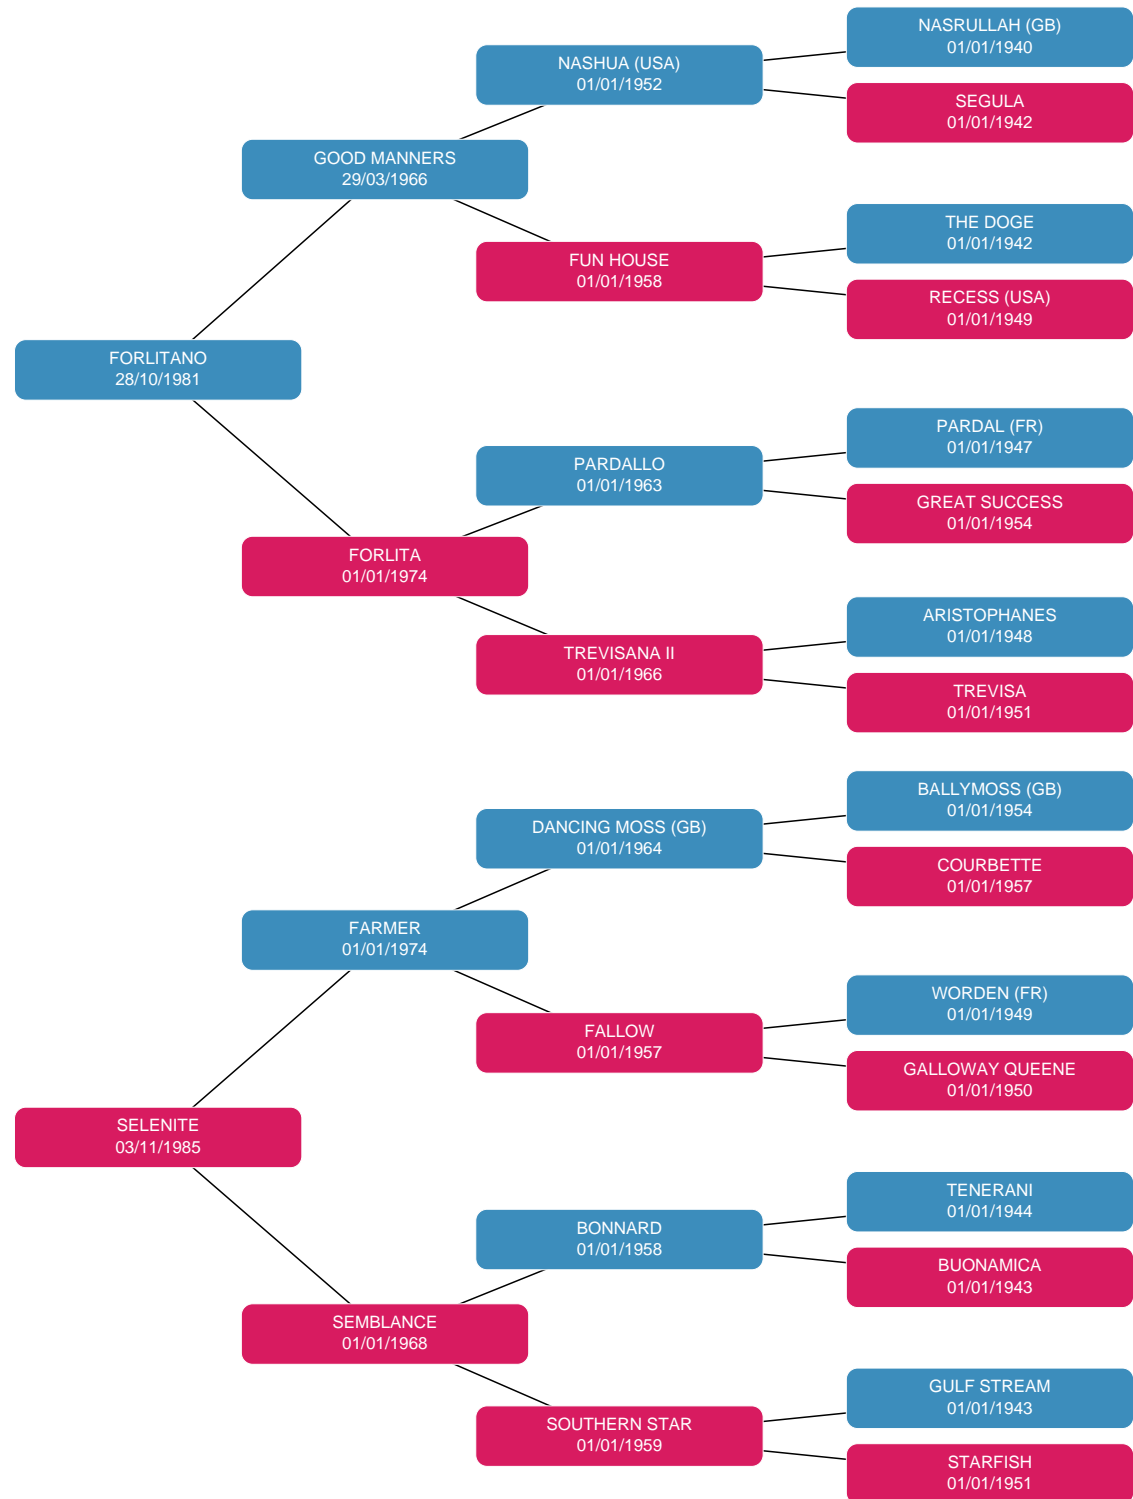 NASRULLAH (GB)
01/01/1940
NASHUA (USA)
01/01/1952
SEGULA
01/01/1942
GOOD MANNERS
29/03/1966
THE DOGE
01/01/1942
FUN HOUSE
01/01/1958
RECESS (USA)
01/01/1949
FORLITANO
28/10/1981
PARDAL (FR)
01/01/1947
PARDALLO
01/01/1963
GREAT SUCCESS
01/01/1954
FORLITA
01/01/1974
ARISTOPHANES
01/01/1948
TREVISANA II
01/01/1966
TREVISA
01/01/1951
BALLYMOSS (GB)
01/01/1954
DANCING MOSS (GB)
01/01/1964
COURBETTE
01/01/1957
FARMER
01/01/1974
WORDEN (FR)
01/01/1949
FALLOW
01/01/1957
GALLOWAY QUEENE
01/01/1950
SELENITE
03/11/1985
TENERANI
01/01/1944
BONNARD
01/01/1958
BUONAMICA
01/01/1943
SEMBLANCE
01/01/1968
GULF STREAM
01/01/1943
SOUTHERN STAR
01/01/1959
STARFISH
01/01/1951